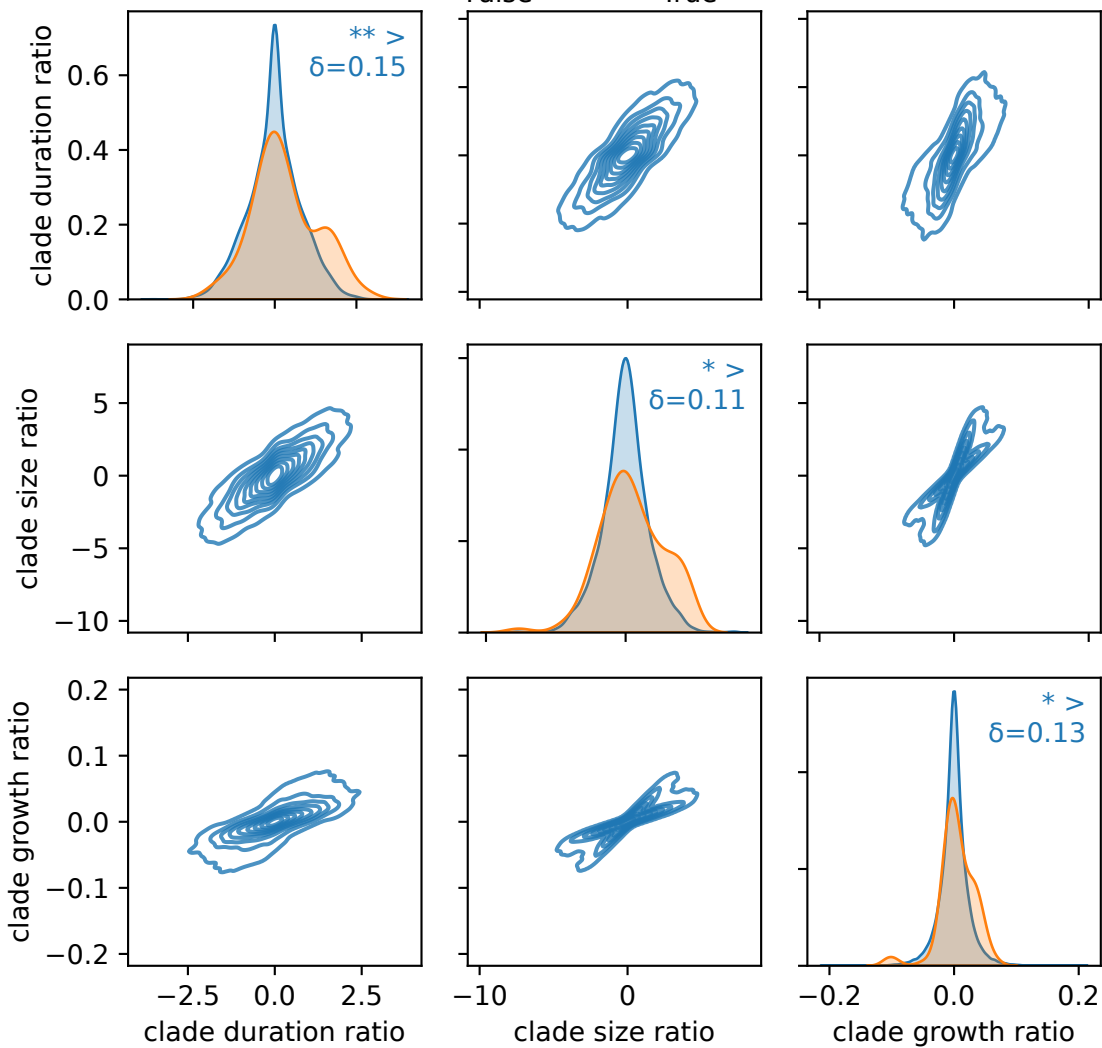 False True
clade duration ratio
0.6
0.4
0.2
0.0
** >
δ=0.15
clade size ratio
5
0
−5
−10
* >
δ=0.11
clade growth ratio
0.2
0.1
0.0
−0.1
−0.2
* >
δ=0.13
−2.5 0.0 2.5
−10 0
−0.2 0.0 0.2
clade duration ratio
clade size ratio
clade growth ratio